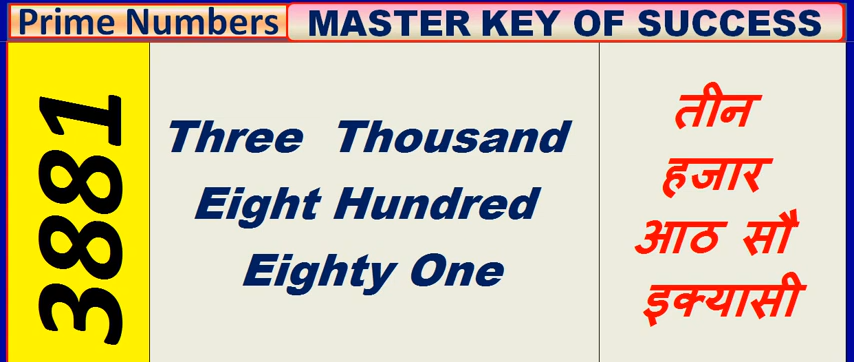 Prime Numbers
MASTER KEY OF SUCCESS
3881
Three Thousand
Eight Hundred
Eighty One
तीन
हजार
आठ सौ
इक्यासी